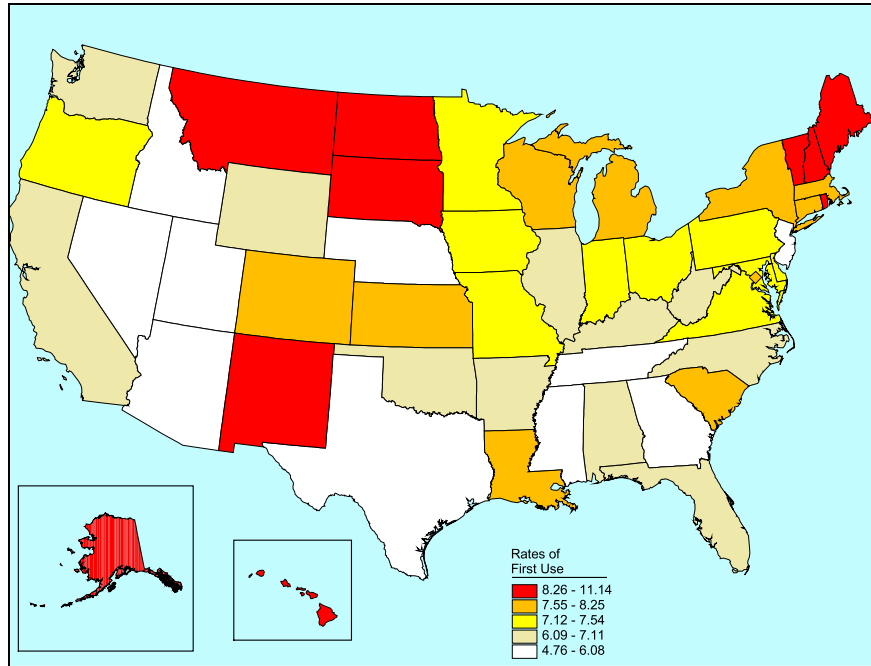 Rates of
First Use
8.26 - 11.14
7.55 - 8.25
7.12 - 7.54
6.09 - 7.11
4.76 - 6.08